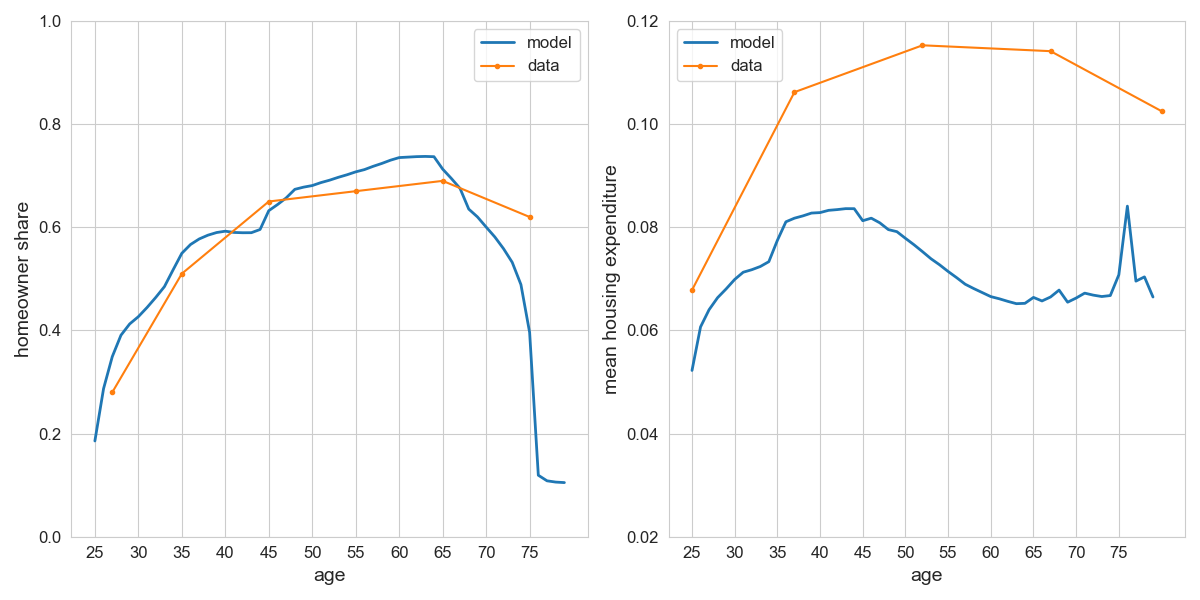 1.0
0.8
0.6
0.4
0.2
0.0
homeowner share
25 30 35 40 45 50 55 60 65 70 75
age
model
data
0.12
0.10
0.08
0.06
0.04
0.02
mean housing expenditure
25 30 35 40 45 50 55 60 65 70 75
age
model
data